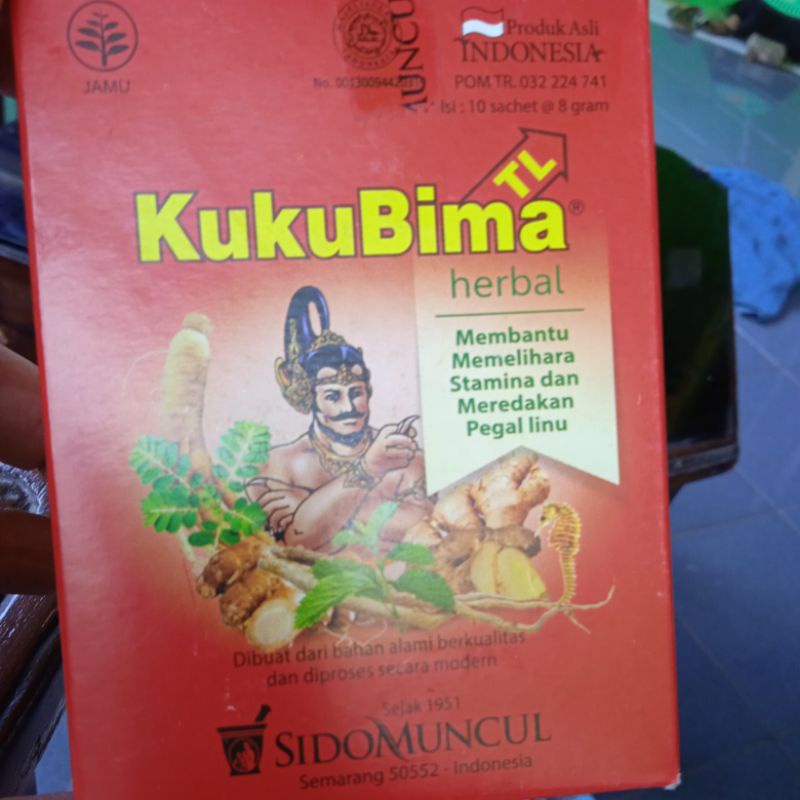 JAMU
Produk Asli
INDONESIA
POM TR. 032 224 741
Isi : 10 sachet @ 8 gram
KukuBima TL ®
herbal
Membantu
Memelihara
Stamina dan
Meredakan
Pegal linu
Dibuat dari bahan alami berkualitas
dan diproses secara modern
Sejak 1951
SIDOMUNCUL
Semarang 50552 - Indonesia